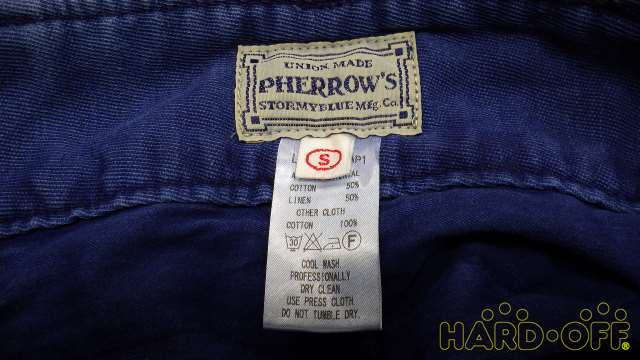 UNION MADE
PHERROW'S
STORMYBLUE Mfg. Co.
S
AP1
COTTON 50%
LINEN 50%
OTHER CLOTH
COTTON 100%
30 F
COOL WASH
PROFESSIONALLY
DRY CLEAN
USE PRESS CLOTH
DO NOT TUMBLE DRY.
HARD·OFF